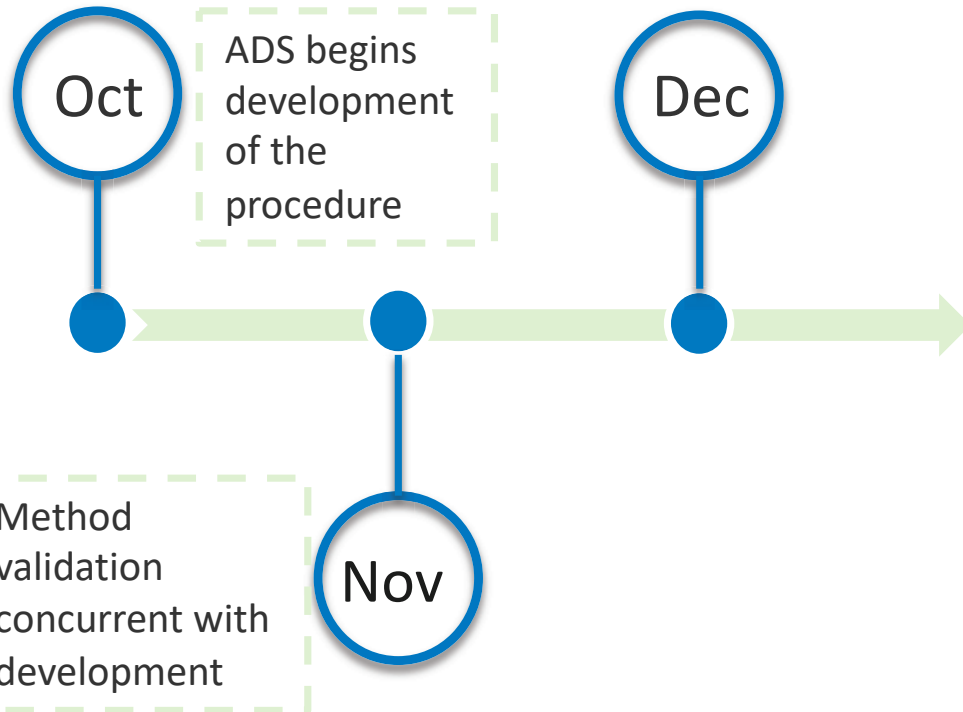 Oct
ADS begins
development
of the
procedure
Dec
Method
validation
concurrent with
development
Nov